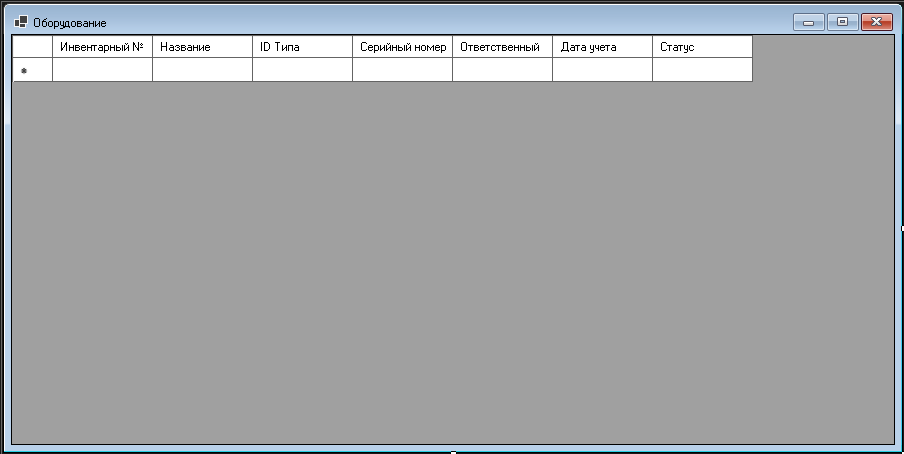 Оборудование
Инвентарный № Название ID Типа Серийный номер Ответственный Дата учета Статус